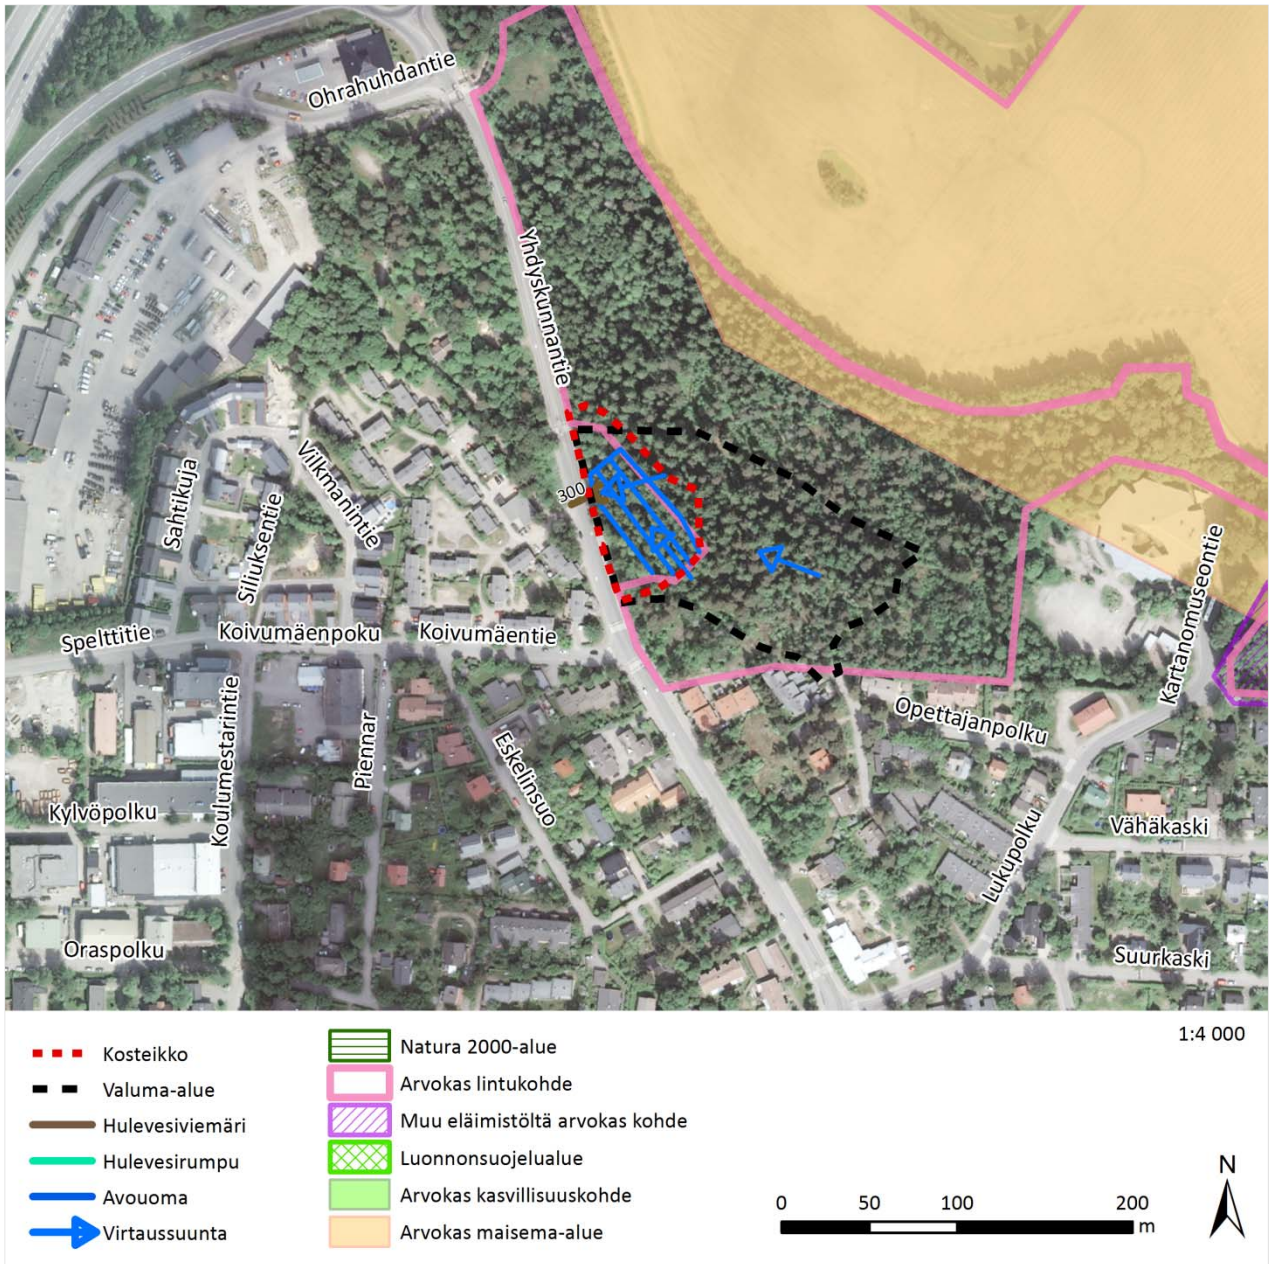 Ohrahuhdantie
Yhdyskunnantie
300
Vilkmanintie
Sahtikuja
Siliuksentie
Spelttitie
Koivumäenpoku
Koivumäentie
Kartanomuseontie
Opettajanpolku
Koulumestarintie
Piennar
Eskelinsuo
Kylvöpolku
Lukupolku
Vähäkaski
Oraspolku
Suurkaski
1:4 000
Kosteikko
Valuma-alue
Hulevesiviemäri
Hulevesirumpu
Avouoma
Virtaussuunta
Natura 2000-alue
Arvokas lintukohde
Muu eläimistöltä arvokas kohde
Luonnonsuojelualue
Arvokas kasvillisuuskohde
Arvokas maisema-alue
0 50 100 200
m
N